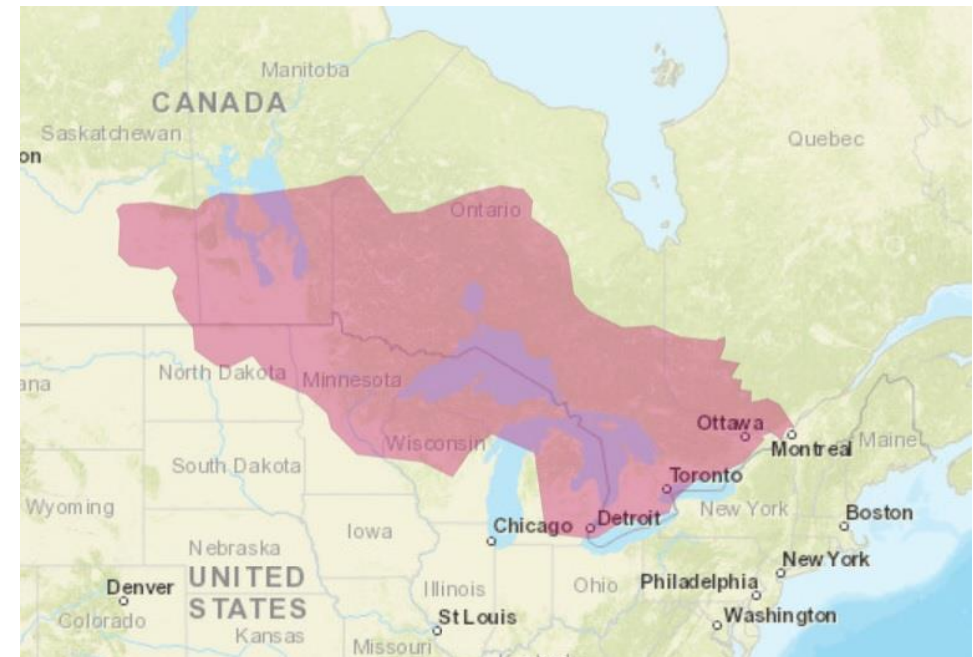 Manitoba
CANADA
Saskatchewan
on
Quebec
Ontario
North Dakota
Minnesota
ana
Ottawa
Montreal
Maine
Wisconsin
South Dakota
Toronto
Wyoming
New York
Boston
Chicago
Detroit
Iowa
Nebraska
New York
UNITED
STATES
Illinois
Ohio
Philadelphia
Denver
Colorado
St Louis
Washington
Kansas
Missouri